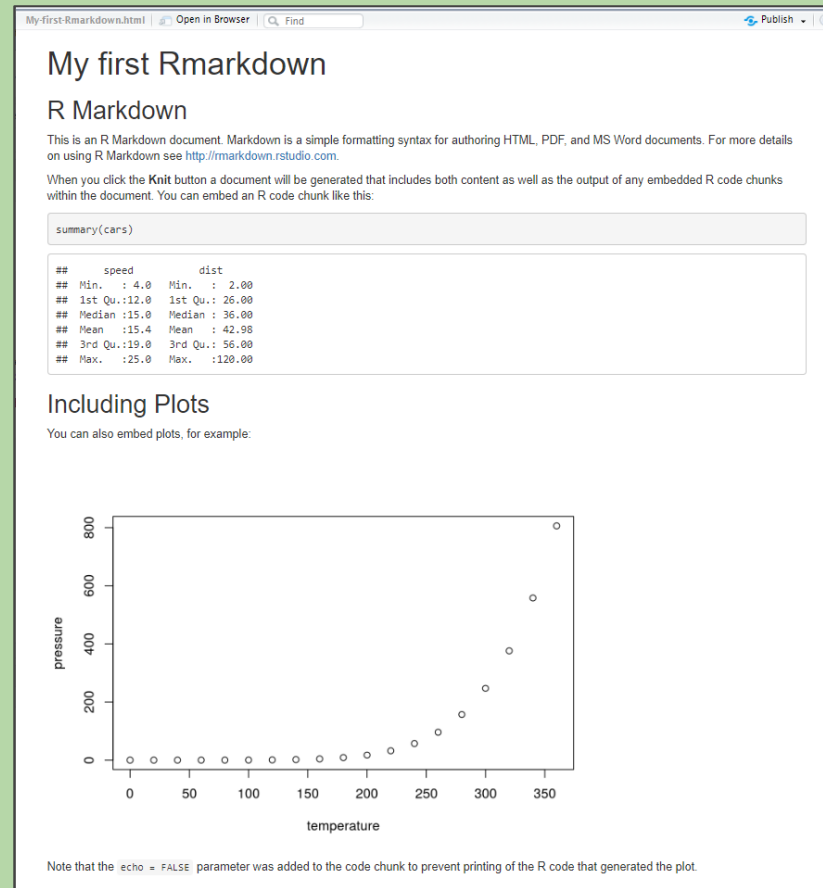 My-first-Rmarkdown.html Open in Browser Find Publish
My first Rmarkdown
R Markdown
This is an R Markdown document. Markdown is a simple formatting syntax for authoring HTML, PDF, and MS Word documents. For more details
on using R Markdown see http://rmarkdown.rstudio.com.
When you click the Knit button a document will be generated that includes both content as well as the output of any embedded R code chunks
within the document. You can embed an R code chunk like this:
summary(cars)
##      speed           dist
##  Min.   : 4.0   Min.   :  2.00
##  1st Qu.:12.0   1st Qu.: 26.00
##  Median :15.0   Median : 36.00
##  Mean   :15.4   Mean   : 42.98
##  3rd Qu.:19.0   3rd Qu.: 56.00
##  Max.   :25.0   Max.   :120.00
Including Plots
You can also embed plots, for example:
800
600
400
200
0
pressure
0 50 100 150 200 250 300 350
temperature
Note that the echo = FALSE parameter was added to the code chunk to prevent printing of the R code that generated the plot.